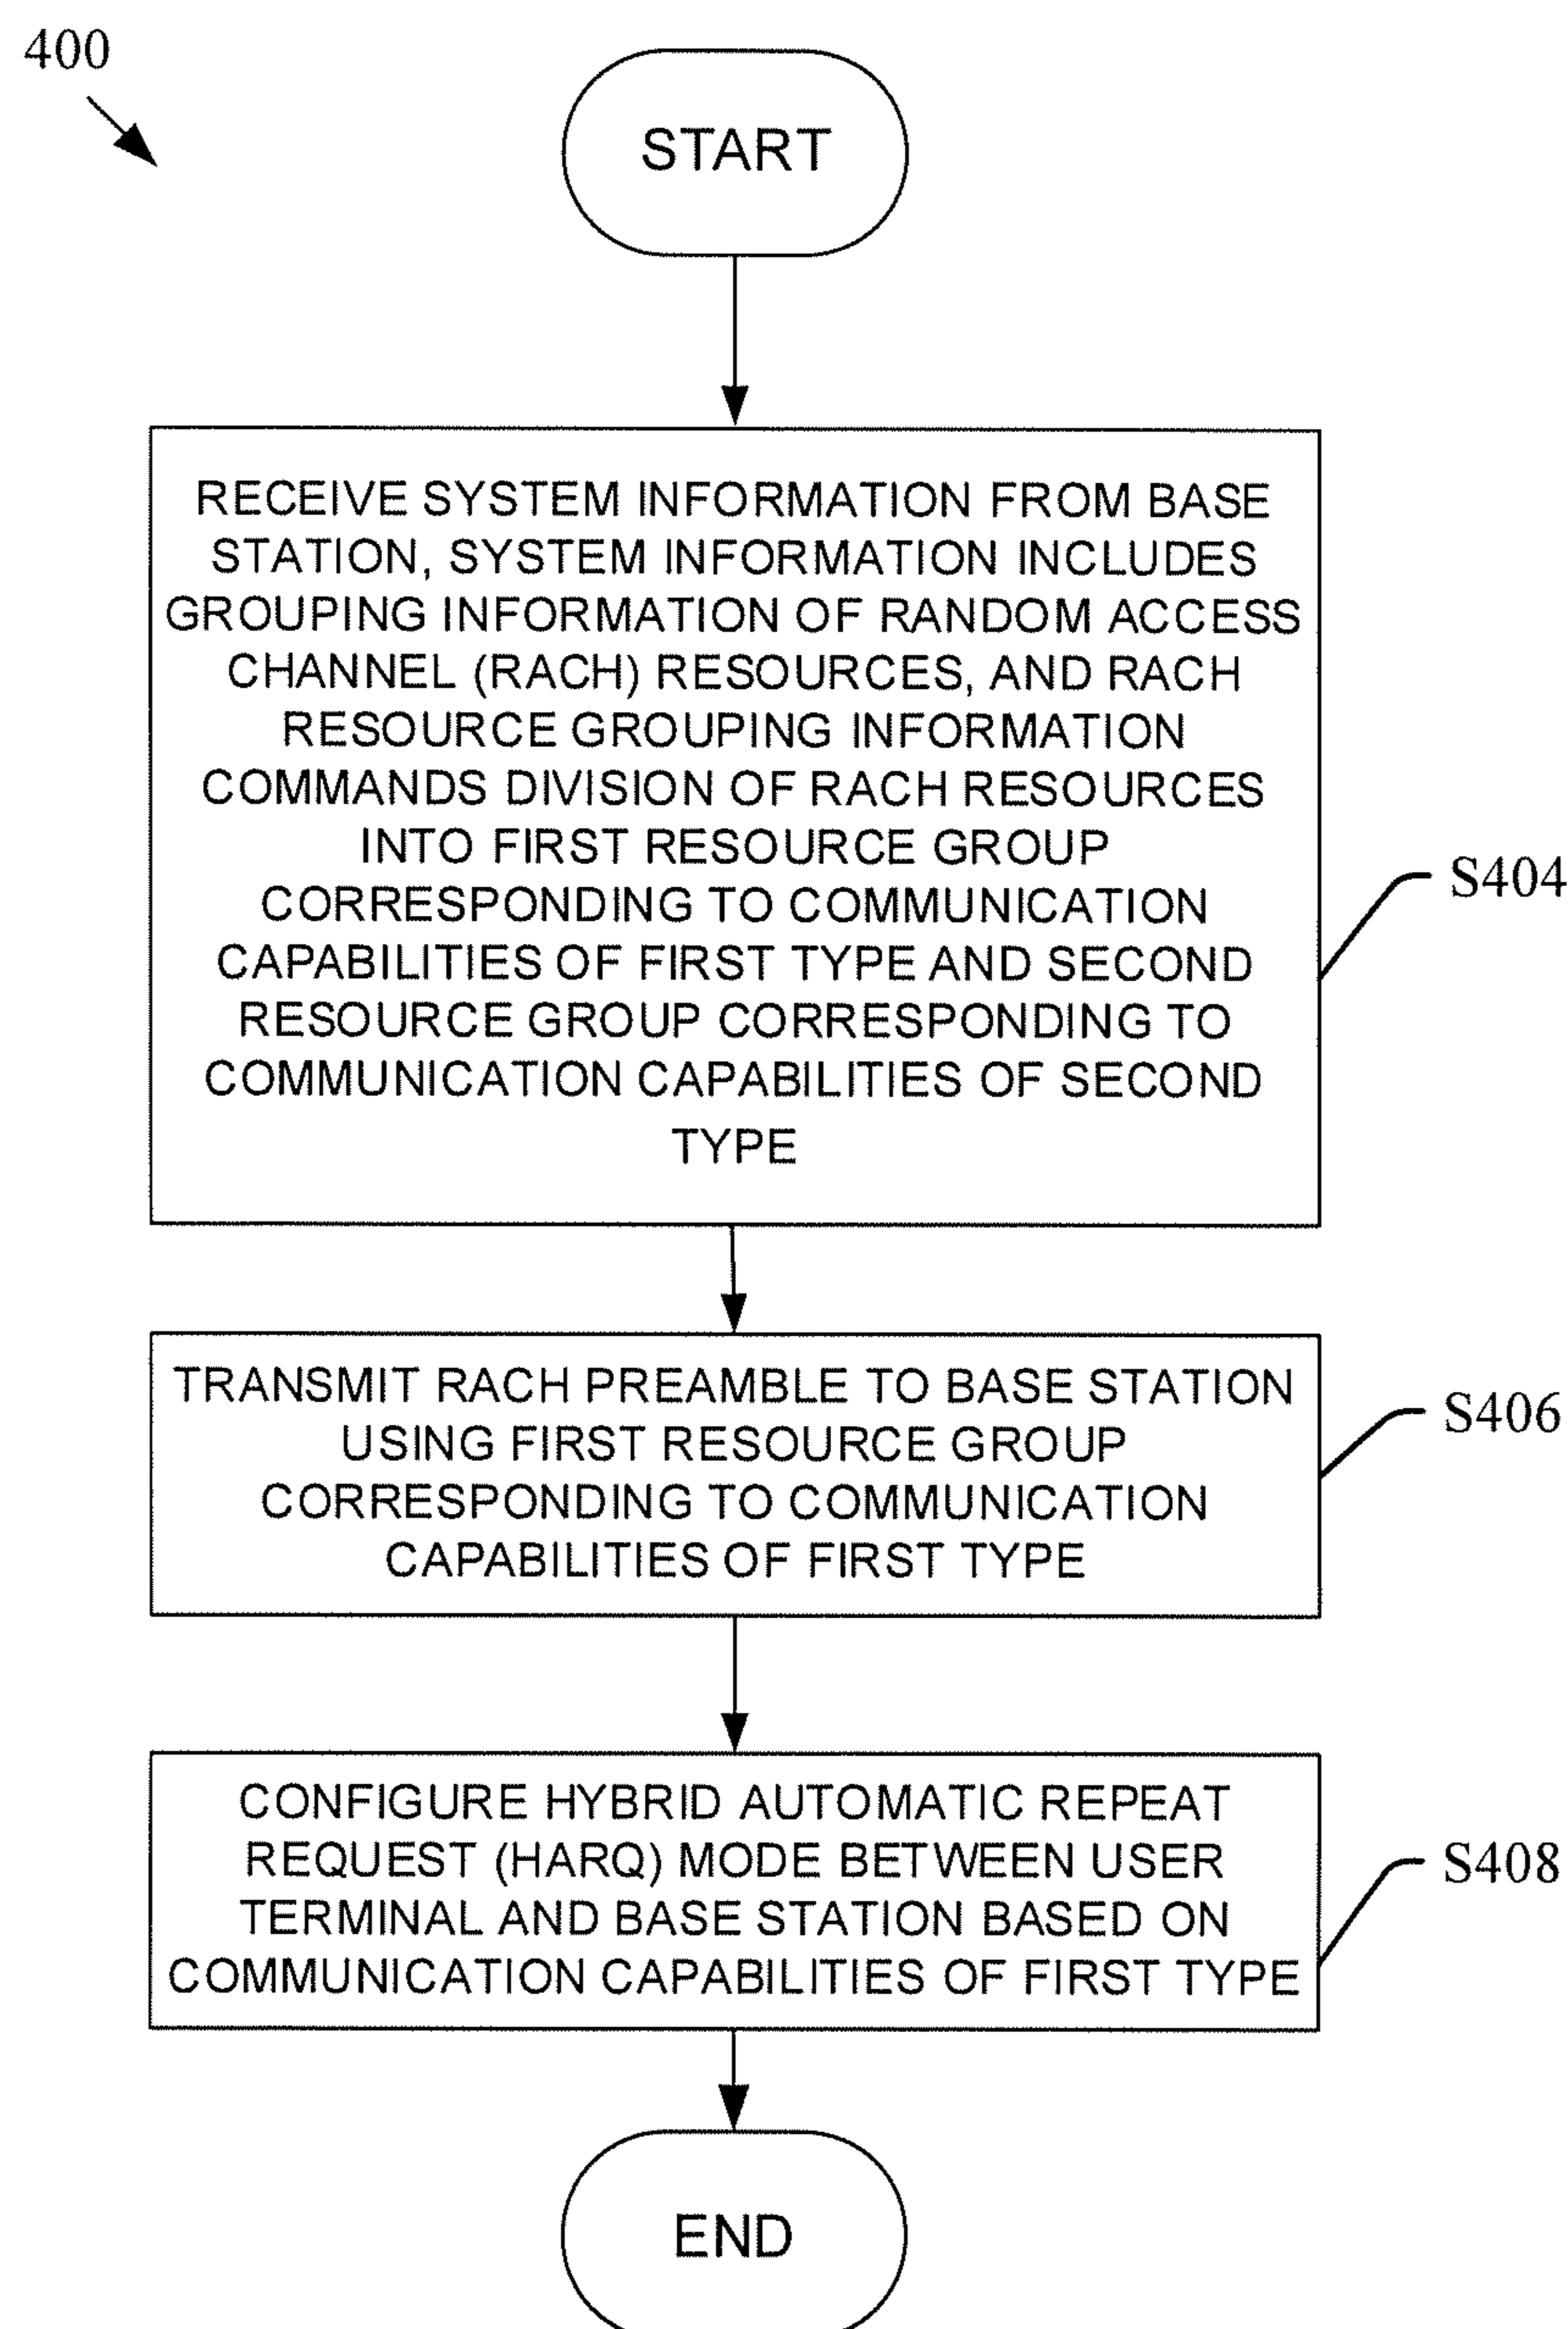 400
START
RECEIVE SYSTEM INFORMATION FROM BASE
STATION, SYSTEM INFORMATION INCLUDES
GROUPING INFORMATION OF RANDOM ACCESS
CHANNEL (RACH) RESOURCES, AND RACH
RESOURCE GROUPING INFORMATION
COMMANDS DIVISION OF RACH RESOURCES
INTO FIRST RESOURCE GROUP
CORRESPONDING TO COMMUNICATION
CAPABILITIES OF FIRST TYPE AND SECOND
RESOURCE GROUP CORRESPONDING TO
COMMUNICATION CAPABILITIES OF SECOND
TYPE
S404
TRANSMIT RACH PREAMBLE TO BASE STATION
USING FIRST RESOURCE GROUP
CORRESPONDING TO COMMUNICATION
CAPABILITIES OF FIRST TYPE
S406
CONFIGURE HYBRID AUTOMATIC REPEAT
REQUEST (HARQ) MODE BETWEEN USER
TERMINAL AND BASE STATION BASED ON
COMMUNICATION CAPABILITIES OF FIRST TYPE
S408
END